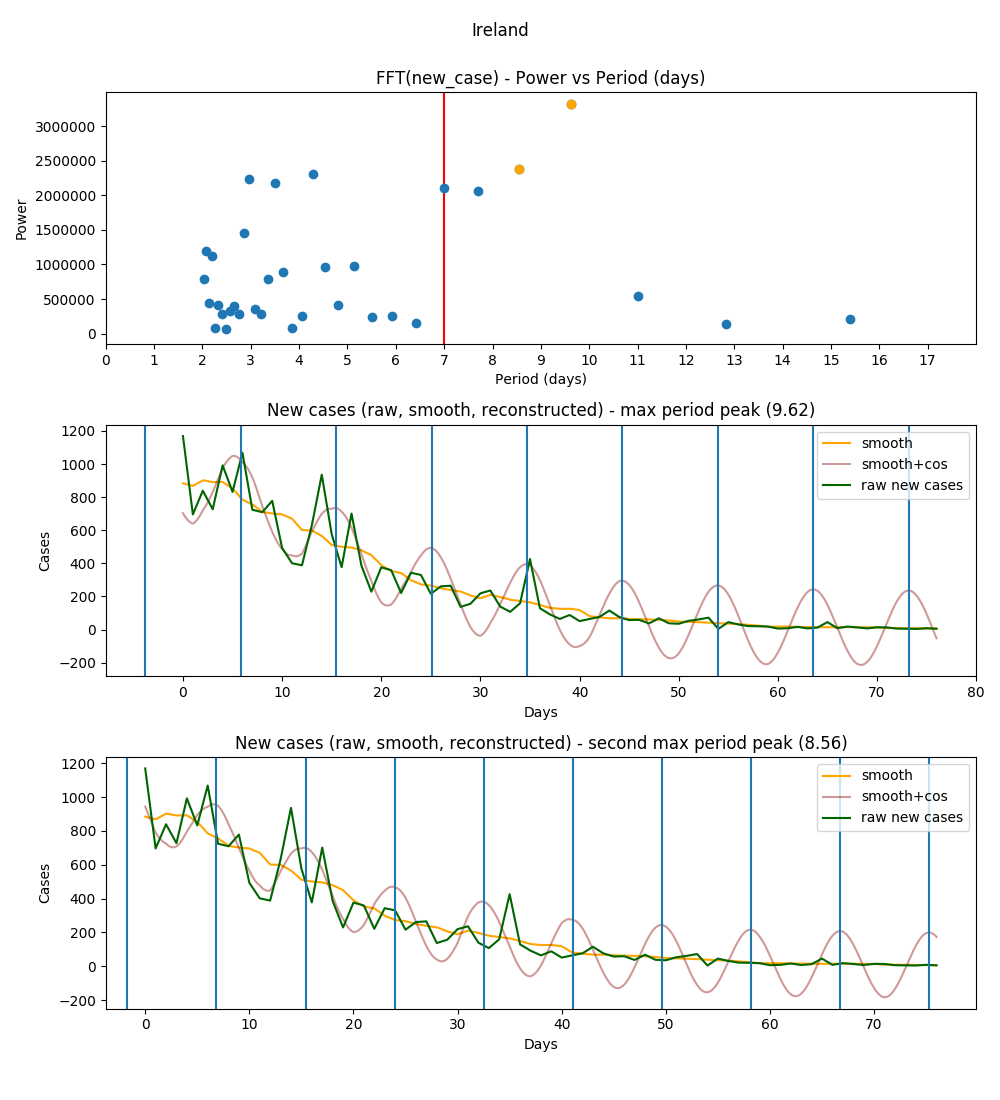 Ireland
FFT(new_case) - Power vs Period (days)
3000000
2500000
2000000
1500000
1000000
500000
0
Power
0 1 2 3 4 5 6 7 8 9 10 11 12 13 14 15 16 17
Period (days)
New cases (raw, smooth, reconstructed) - max period peak (9.62)
1200
1000
800
600
400
200
0
−200
Cases
smooth
smooth+cos
raw new cases
0 10 20 30 40 50 60 70 80
Days
New cases (raw, smooth, reconstructed) - second max period peak (8.56)
1200
1000
800
600
400
200
0
−200
Cases
smooth
smooth+cos
raw new cases
0 10 20 30 40 50 60 70
Days